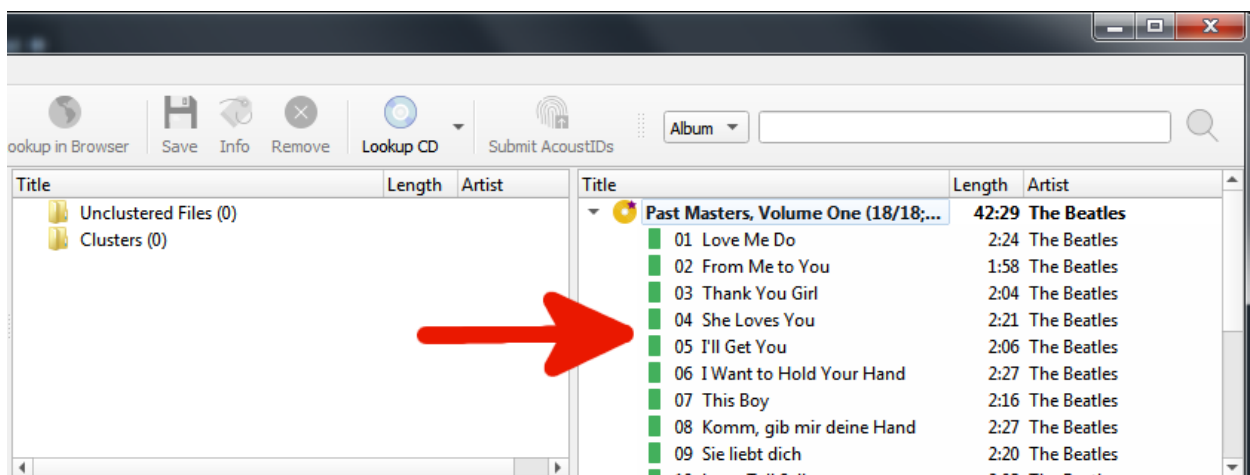 ookup in Browser Save Info Remove Lookup CD Submit AcoustIDs Album
Title Length Artist
Unclustered Files (0)
Clusters (0)
Title Length Artist
Past Masters, Volume One (18/18;... 42:29 The Beatles
01 Love Me Do 2:24 The Beatles
02 From Me to You 1:58 The Beatles
03 Thank You Girl 2:04 The Beatles
04 She Loves You 2:21 The Beatles
05 I'll Get You 2:06 The Beatles
06 I Want to Hold Your Hand 2:27 The Beatles
07 This Boy 2:16 The Beatles
08 Komm, gib mir deine Hand 2:27 The Beatles
09 Sie liebt dich 2:20 The Beatles